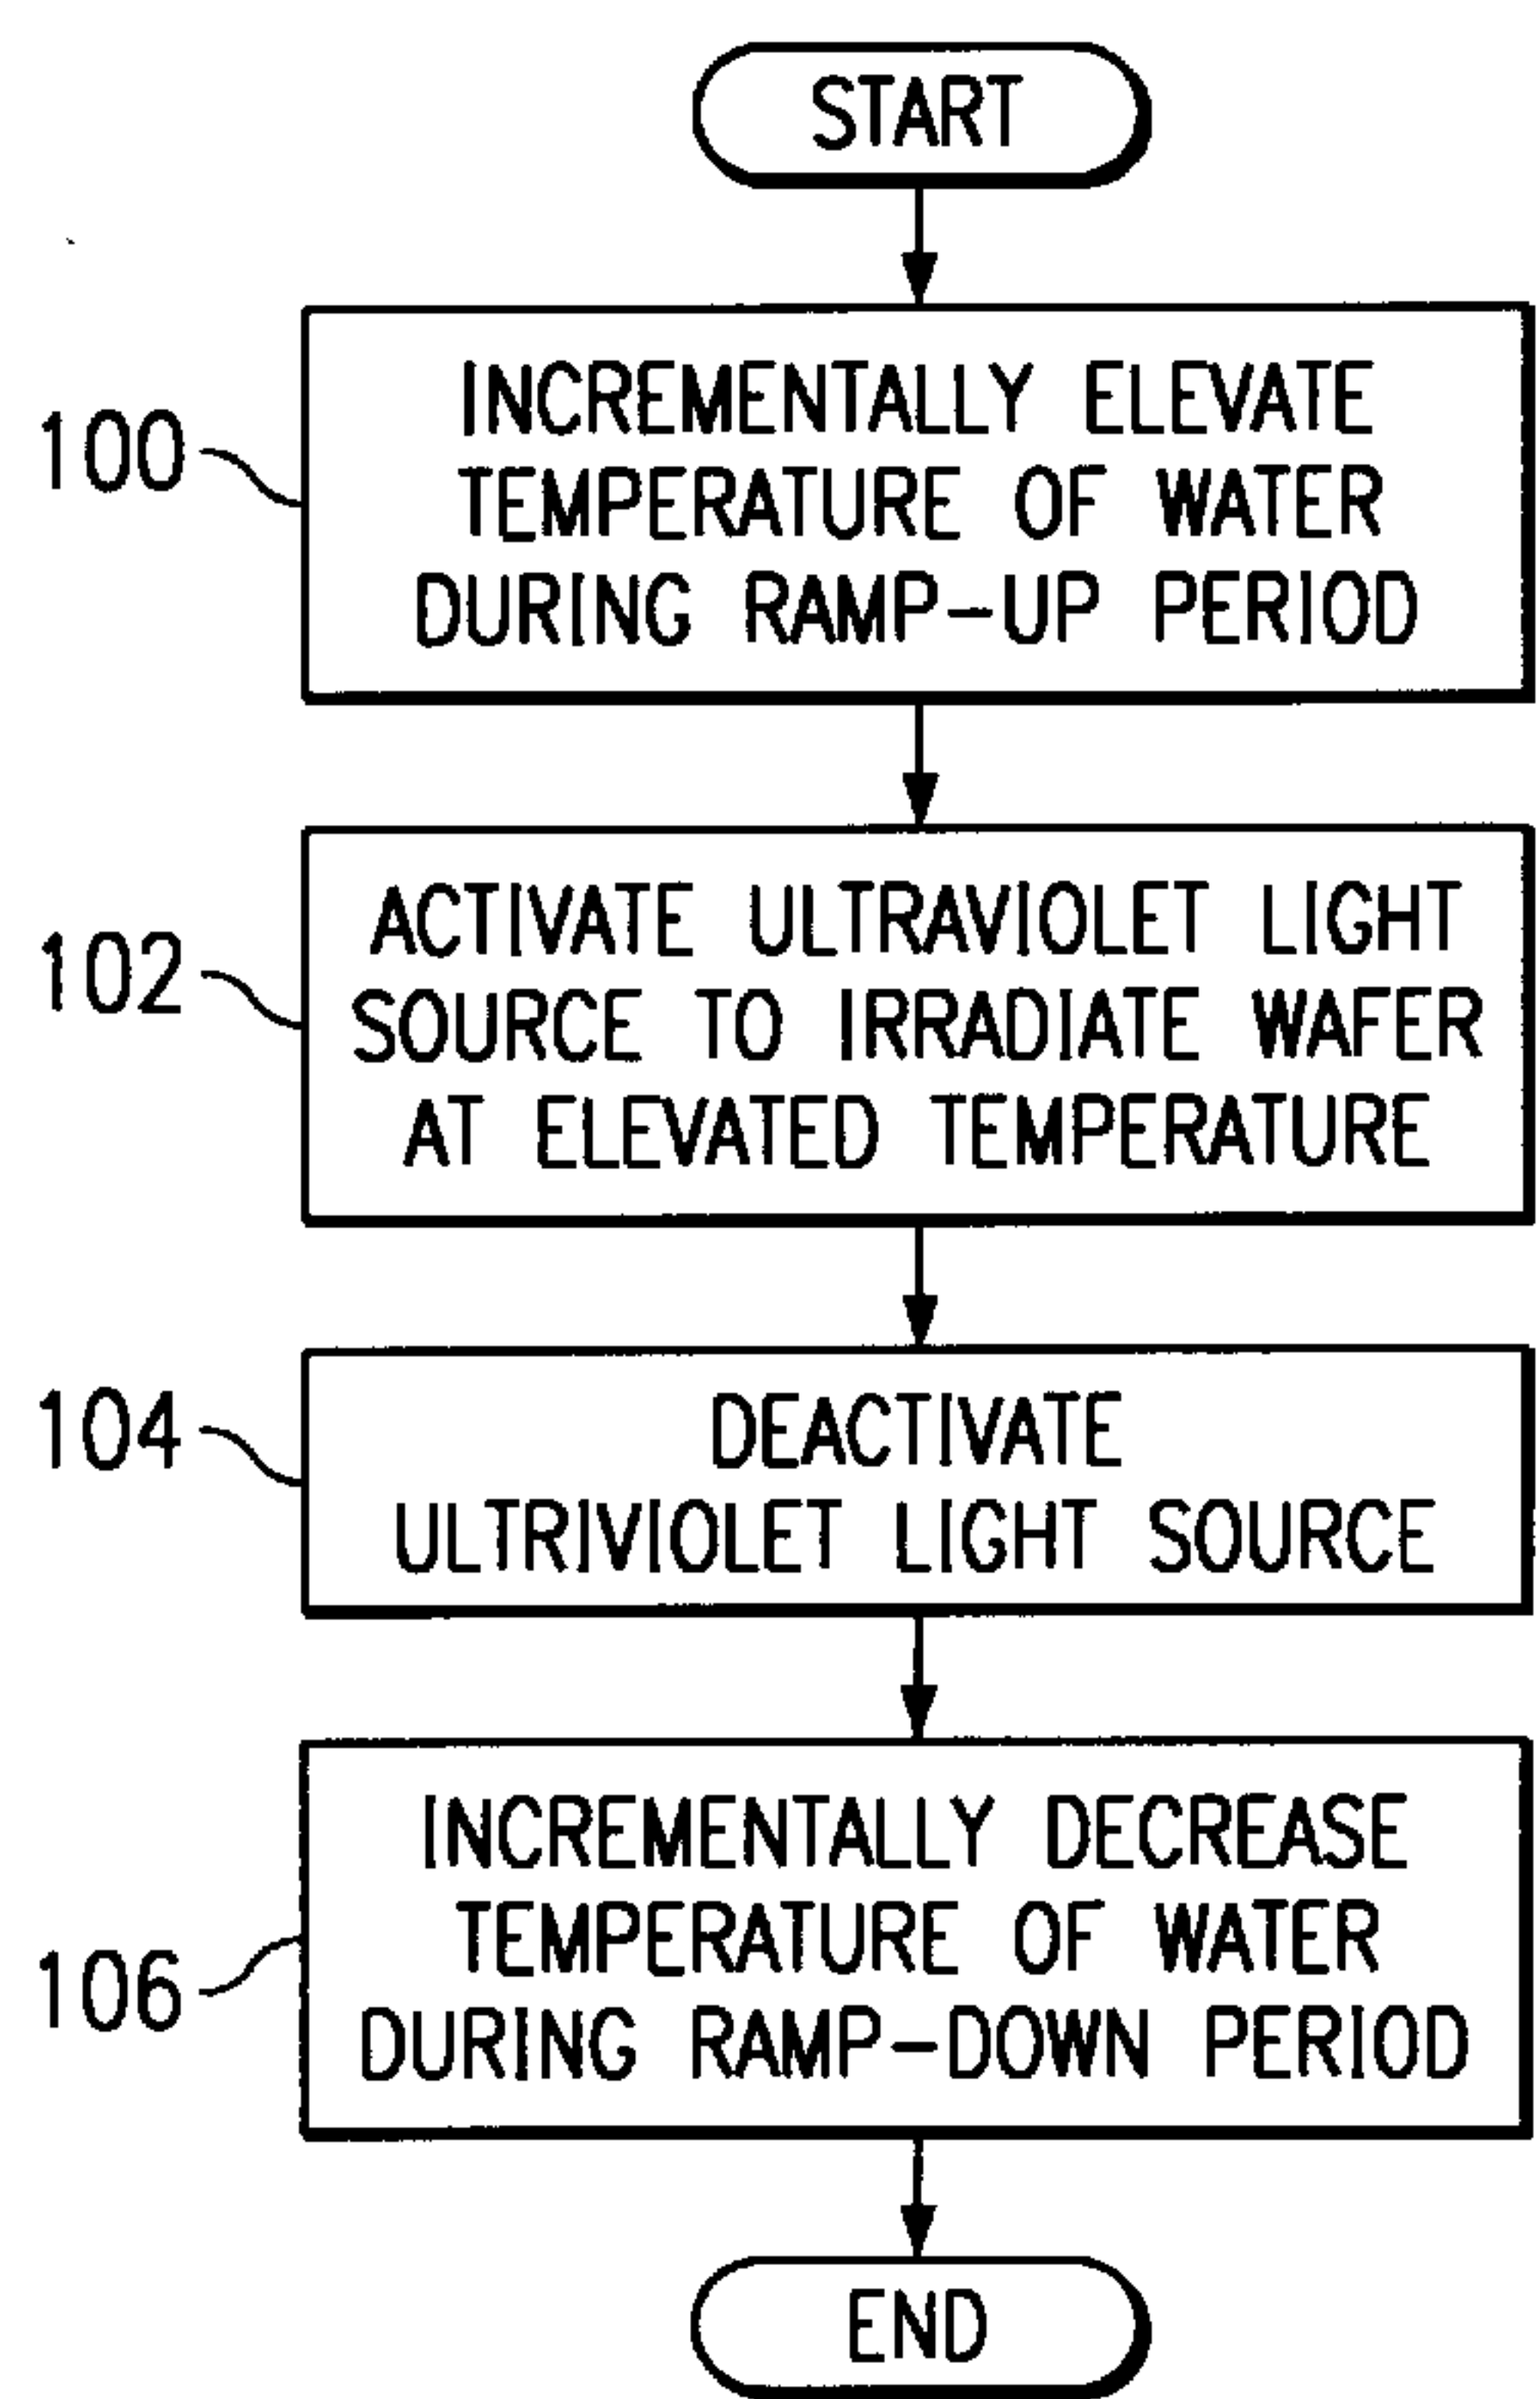 START
100
INCREMENTALLY ELEVATE
TEMPERATURE OF WATER
DURING RAMP-UP PERIOD
102
ACTIVATE ULTRAVIOLET LIGHT
SOURCE TO IRRADIATE WAFER
AT ELEVATED TEMPERATURE
104
DEACTIVATE
ULTRIVIOLET LIGHT SOURCE
106
INCREMENTALLY DECREASE
TEMPERATURE OF WATER
DURING RAMP-DOWN PERIOD
END